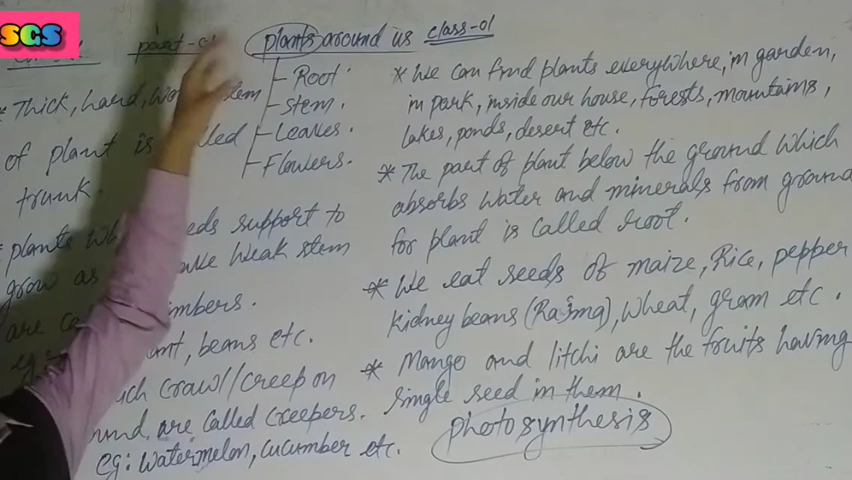 SGS
part-01 plants around us class-01
* Thick, hard, stem
of plant is
trunk.
* plants support to
grow as weak stem
are
eg: beans etc.
crawl/creep on
are called creepers.
eg: watermelon, cucumber etc.
Root
Stem.
Leaves.
Flowers.
* We can find plants everywhere, in garden,
in park, inside our house, forests, mountains,
lakes, ponds, desert etc.
* The part of plant below the ground which
absorbs water and minerals from ground
for plant is called root.
* We eat seeds of maize, Rice, pepper
kidney beans (Rajma), wheat, gram etc.
* Mango and litchi are the fruits having
single seed in them.
photosynthesis